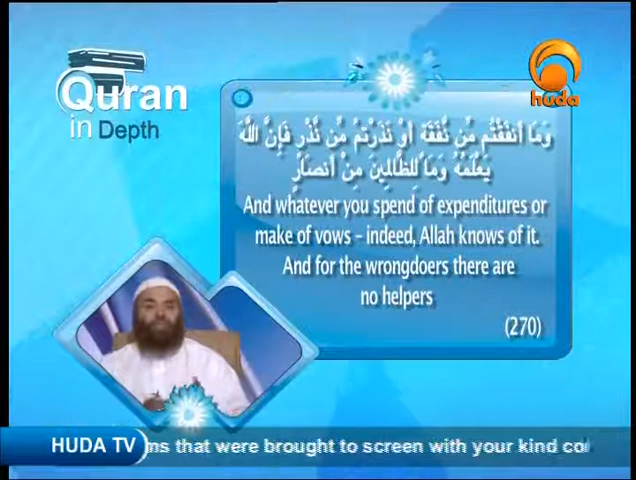 Quran
in Depth
huda
وَمَا أَنفَقْتُم مِّن نَّفَقَةٍ أَوْ نَذَرْتُم مِّن نَّذْرٍ فَإِنَّ اللَّهَ
يَعْلَمُهُ وَمَا لِلظَّالِمِينَ مِنْ أَنصَارٍ
And whatever you spend of expenditures or
make of vows – indeed, Allah knows of it.
And for the wrongdoers there are
no helpers
(270)
HUDA TV
ms that were brought to screen with your kind co